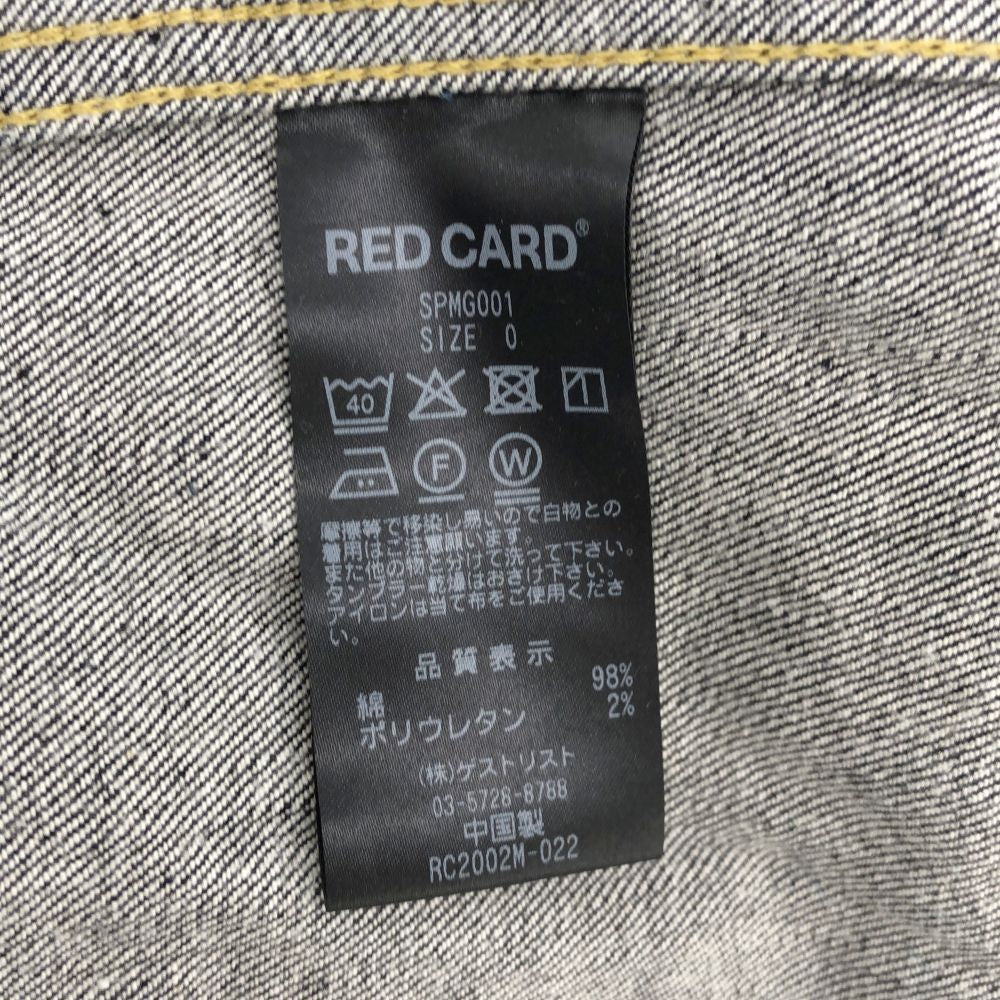 RED CARD®
SPMG001
SIZE 0
40
F W
摩擦等で移染し易いので白物との
着用はご注意願います。
また他の物と分けて洗って下さい。
タンブラー乾燥はおさけ下さい。
アイロンは当て布をご使用くださ
い。
品質表示
綿 98%
ポリウレタン 2%
(株)ゲストリスト
03-5728-8788
中国製
RC2002M-022